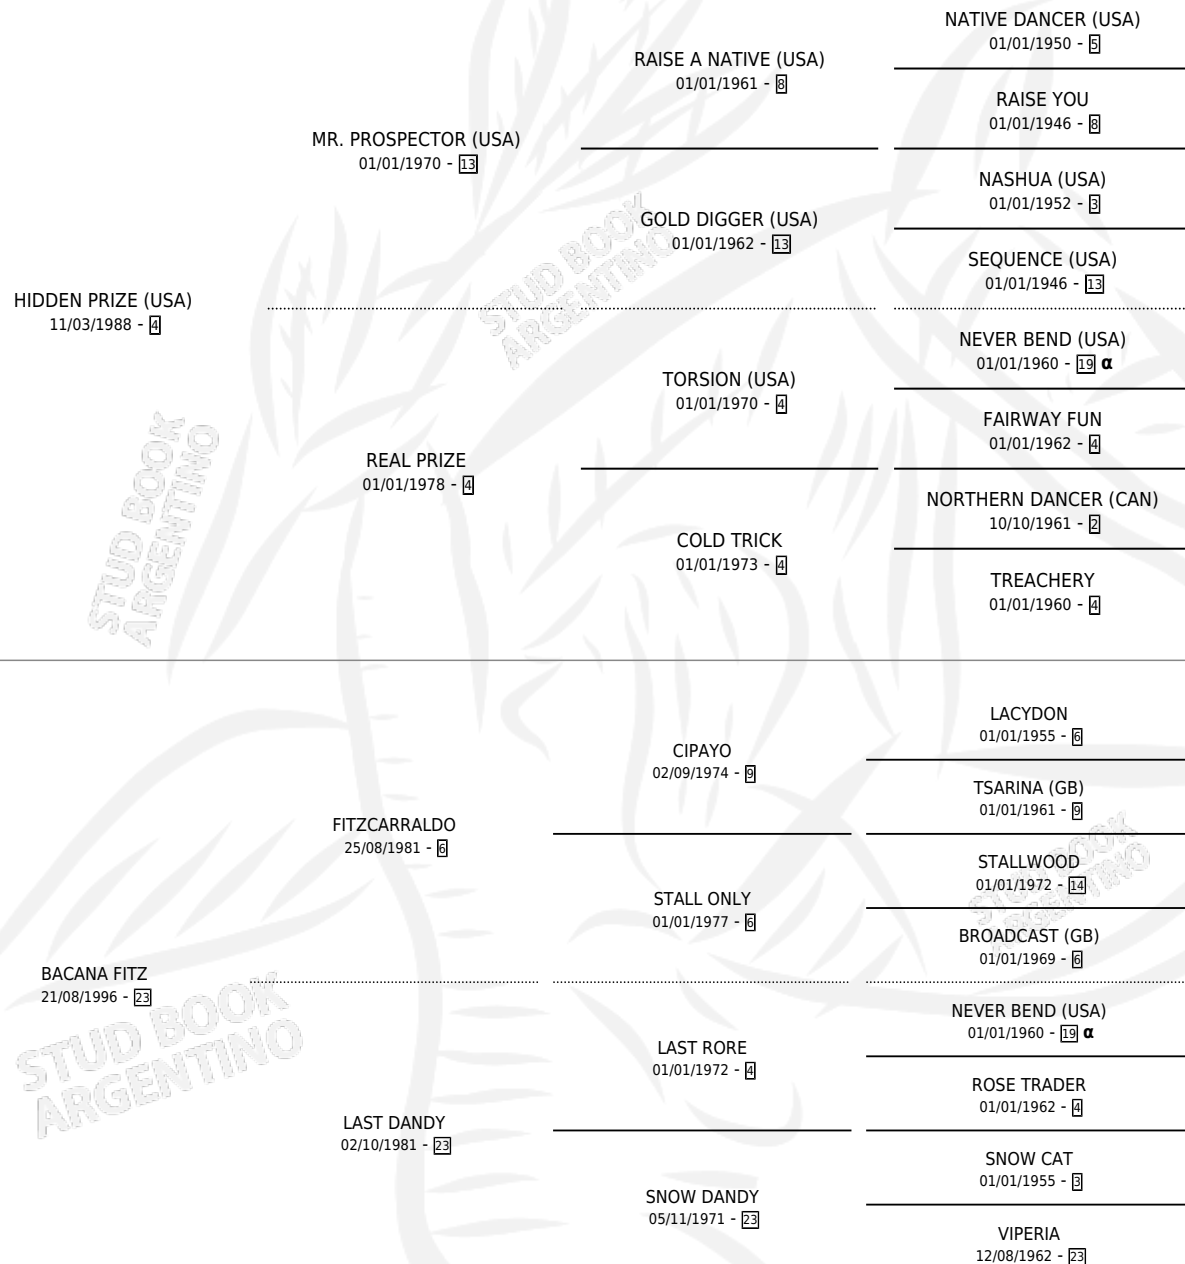 NATIVE DANCER (USA)
01/01/1950 - 5
RAISE A NATIVE (USA)
01/01/1961 - 8
RAISE YOU
01/01/1946 - 8
MR. PROSPECTOR (USA)
01/01/1970 - 13
NASHUA (USA)
01/01/1952 - 3
GOLD DIGGER (USA)
01/01/1962 - 13
SEQUENCE (USA)
01/01/1946 - 13
HIDDEN PRIZE (USA)
11/03/1988 - 4
NEVER BEND (USA)
01/01/1960 - 19 α
TORSION (USA)
01/01/1970 - 4
FAIRWAY FUN
01/01/1962 - 4
REAL PRIZE
01/01/1978 - 4
NORTHERN DANCER (CAN)
10/10/1961 - 2
COLD TRICK
01/01/1973 - 4
TREACHERY
01/01/1960 - 4
LACYDON
01/01/1955 - 6
CIPAYO
02/09/1974 - 9
TSARINA (GB)
01/01/1961 - 9
FITZCARRALDO
25/08/1981 - 6
STALLWOOD
01/01/1972 - 14
STALL ONLY
01/01/1977 - 6
BROADCAST (GB)
01/01/1969 - 6
BACANA FITZ
21/08/1996 - 23
NEVER BEND (USA)
01/01/1960 - 19 α
LAST RORE
01/01/1972 - 4
ROSE TRADER
01/01/1962 - 4
LAST DANDY
02/10/1981 - 23
SNOW CAT
01/01/1955 - 3
SNOW DANDY
05/11/1971 - 23
VIPERIA
12/08/1962 - 23
STUD BOOK
ARGENTINO
STUD BOOK
ARGENTINO
STUD BOOK
ARGENTINO
STUD BOOK
ARGENTINO